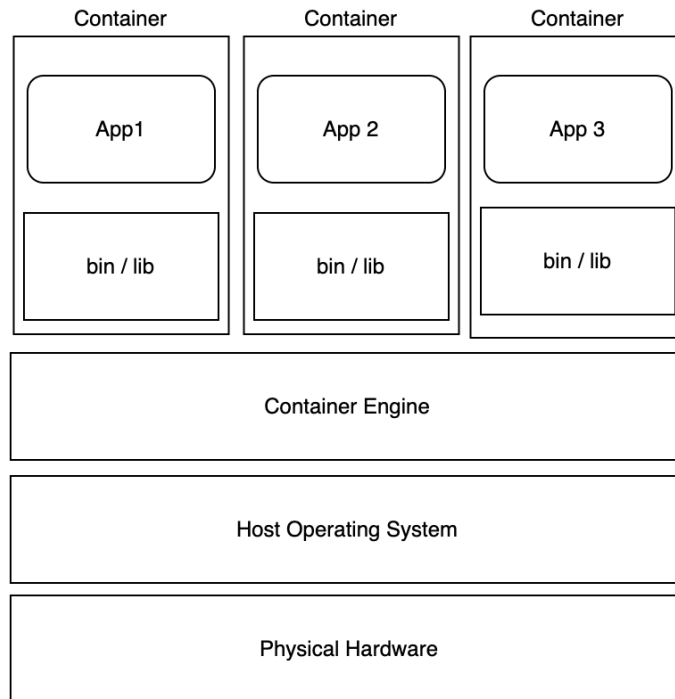 Container
Container
Container
App1
App 2
App 3
bin / lib
bin / lib
bin / lib
Container Engine
Host Operating System
Physical Hardware